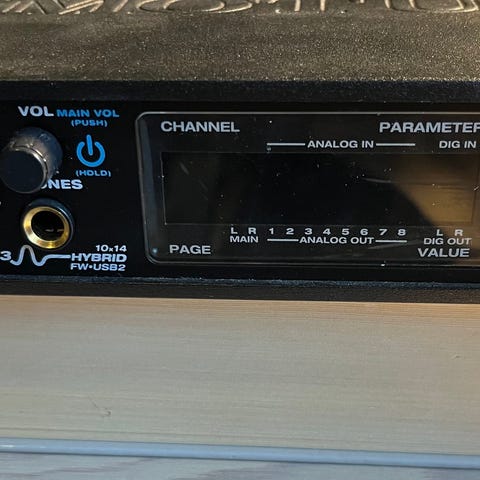 VOL MAIN VOL
(PUSH)
(HOLD)
ONES
3 HYBRID
10x14
FW•USB2
CHANNEL PARAMETER
ANALOG IN DIG IN
L R 1 2 3 4 5 6 7 8 L R
MAIN ANALOG OUT DIG OUT
PAGE VALUE